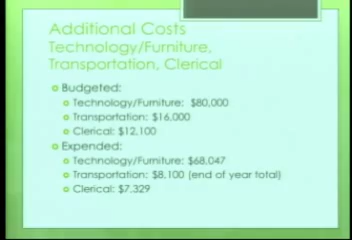 Additional Costs
Technology/Furniture,
Transportation, Clerical
Budgeted:
Technology/Furniture: $80,000
Transportation: $16,000
Clerical: $12,100
Expended:
Technology/Furniture: $68,047
Transportation: $8,100 (end of year total)
Clerical: $7,329